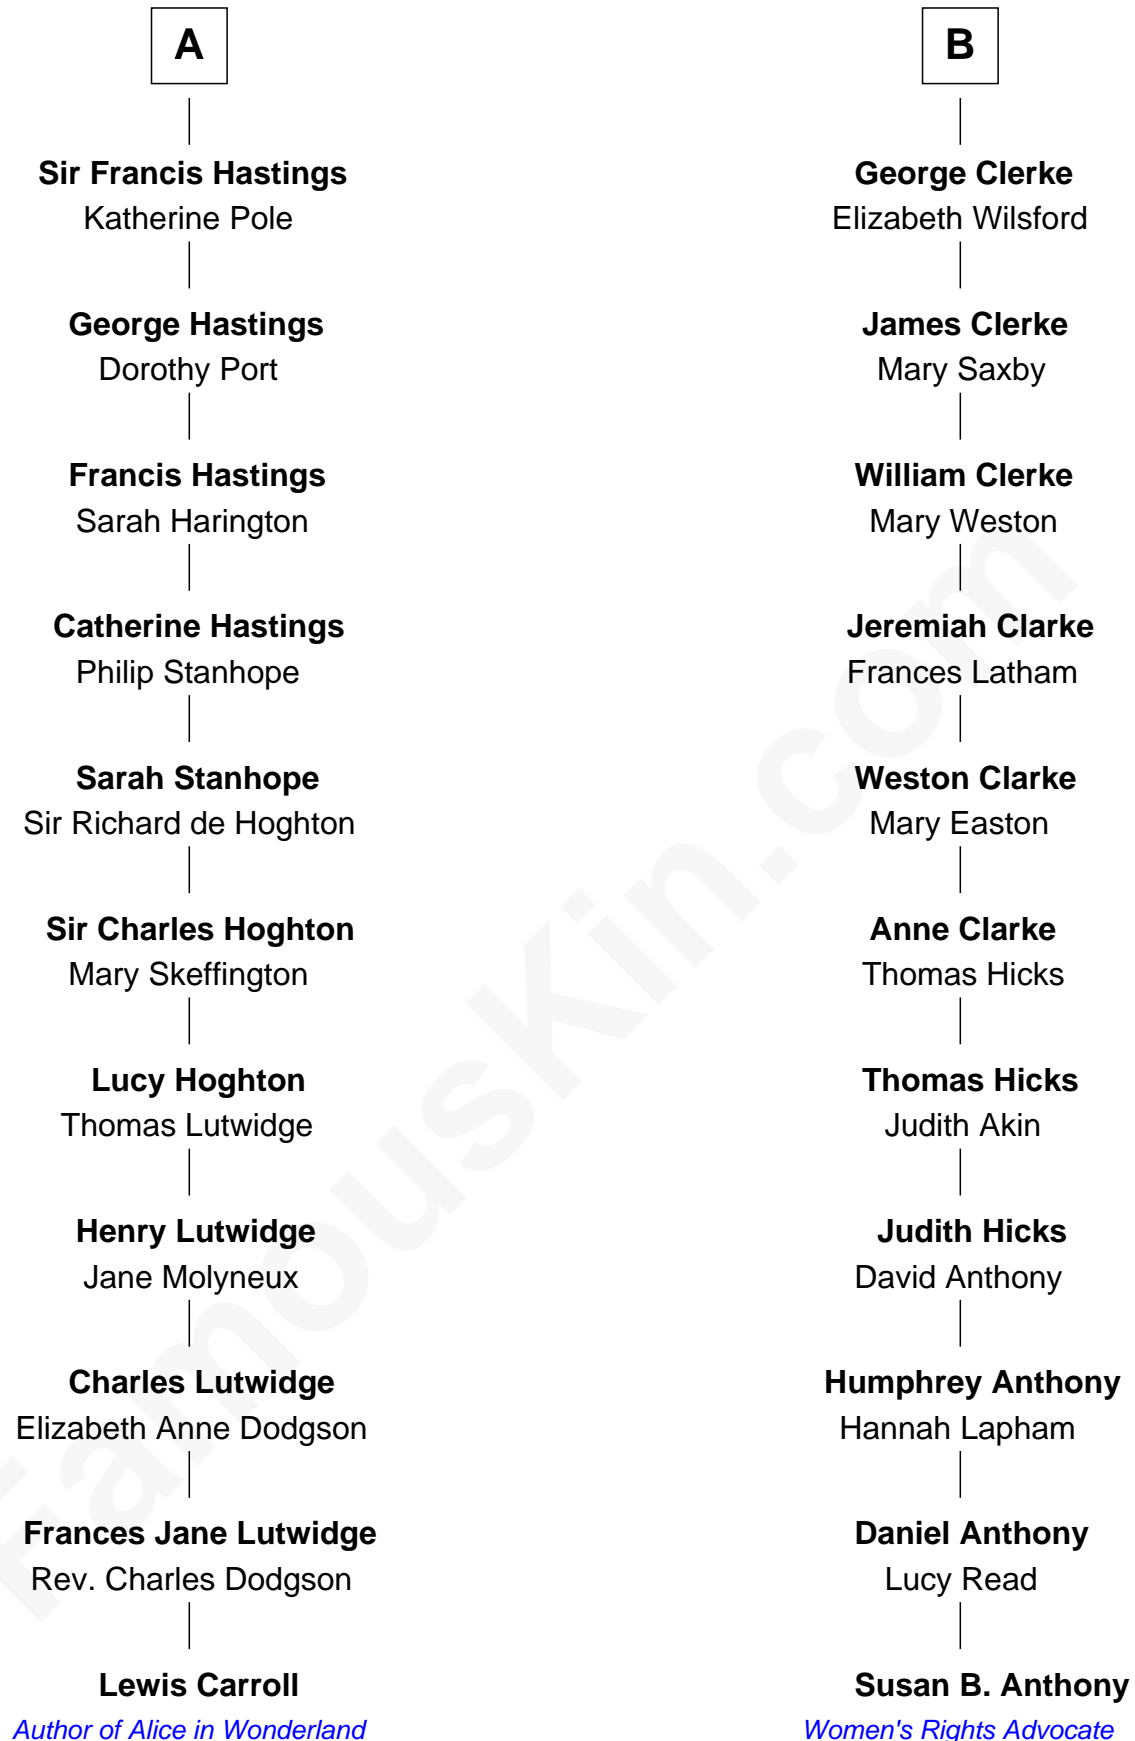 A
Sir Francis Hastings
Katherine Pole
George Hastings
Dorothy Port
Francis Hastings
Sarah Harington
Catherine Hastings
Philip Stanhope
Sarah Stanhope
Sir Richard de Hoghton
Sir Charles Hoghton
Mary Skeffington
Lucy Hoghton
Thomas Lutwidge
Henry Lutwidge
Jane Molyneux
Charles Lutwidge
Elizabeth Anne Dodgson
Frances Jane Lutwidge
Rev. Charles Dodgson
Lewis Carroll
Author of Alice in Wonderland
B
George Clerke
Elizabeth Wilsford
James Clerke
Mary Saxby
William Clerke
Mary Weston
Jeremiah Clarke
Frances Latham
Weston Clarke
Mary Easton
Anne Clarke
Thomas Hicks
Thomas Hicks
Judith Akin
Judith Hicks
David Anthony
Humphrey Anthony
Hannah Lapham
Daniel Anthony
Lucy Read
Susan B. Anthony
Women's Rights Advocate
FamousKin.com